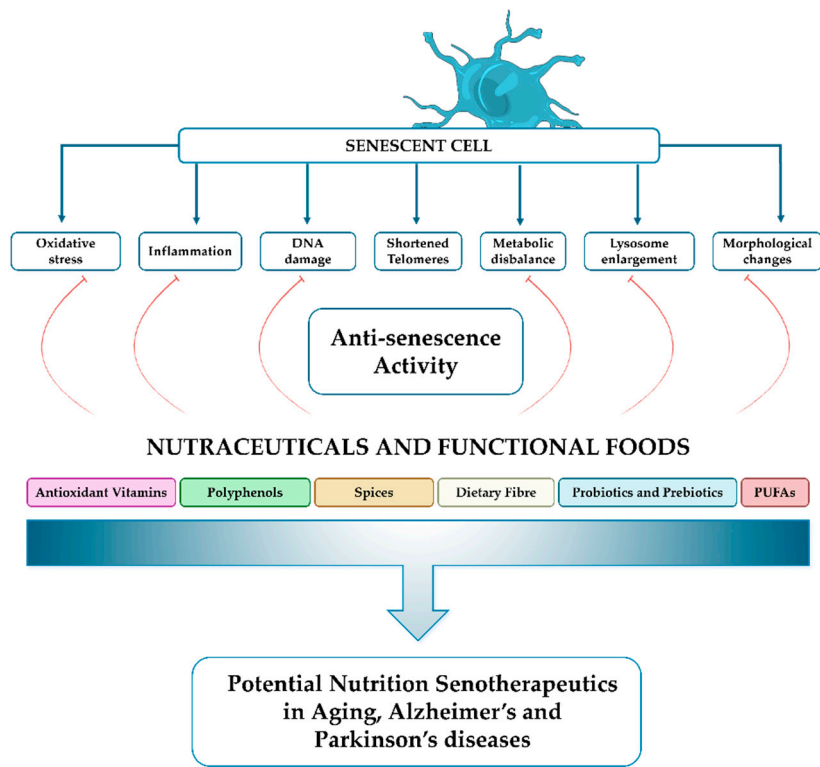 SENESCENT CELL
Oxidative
stress
Inflammation
DNA
damage
Shortened
Telomeres
Metabolic
disbalance
Lysosome
enlargement
Morphological
changes
Anti-senescence
Activity
NUTRACEUTICALS AND FUNCTIONAL FOODS
Antioxidant Vitamins
Polyphenols
Spices
Dietary Fibre
Probiotics and Prebiotics
PUFAs
Potential Nutrition Senotherapeutics
in Aging, Alzheimer's and
Parkinson's diseases